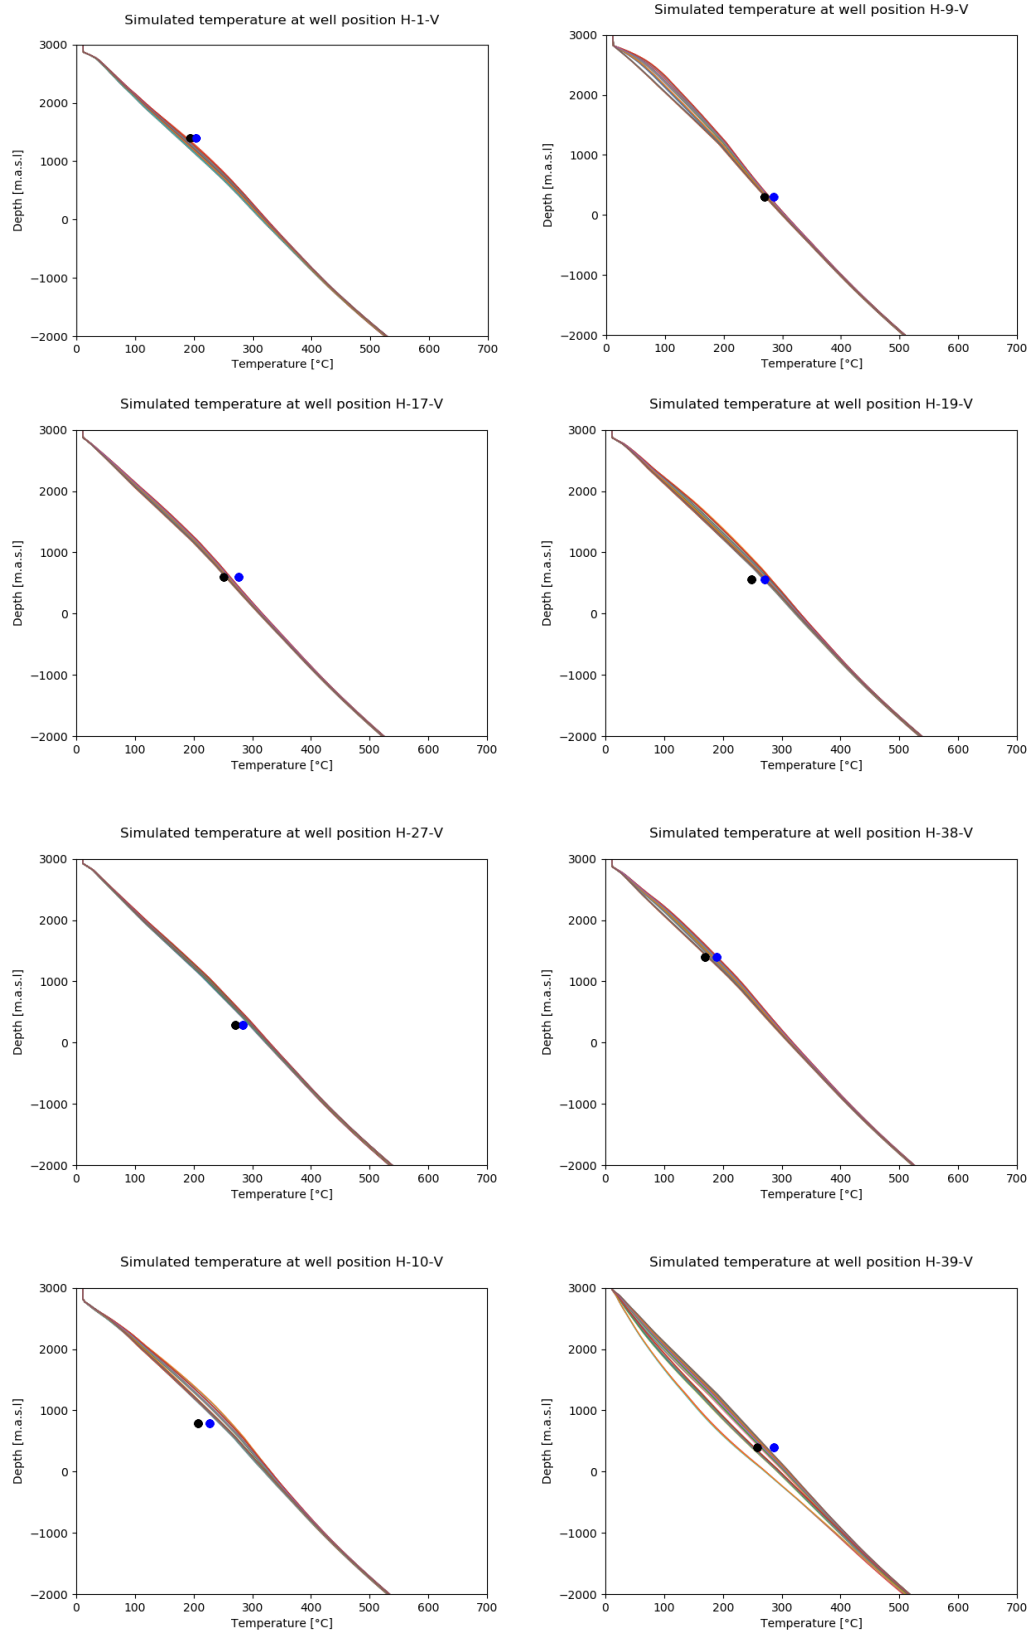 Simulated temperature at well position H-1-V
3000
2000
1000
0
−1000
−2000
Depth [m.a.s.l]
0 100 200 300 400 500 600 700
Temperature [°C]
Simulated temperature at well position H-9-V
3000
2000
1000
0
−1000
−2000
Depth [m.a.s.l]
0 100 200 300 400 500 600 700
Temperature [°C]
Simulated temperature at well position H-17-V
3000
2000
1000
0
−1000
−2000
Depth [m.a.s.l]
0 100 200 300 400 500 600 700
Temperature [°C]
Simulated temperature at well position H-19-V
3000
2000
1000
0
−1000
−2000
Depth [m.a.s.l]
0 100 200 300 400 500 600 700
Temperature [°C]
Simulated temperature at well position H-27-V
3000
2000
1000
0
−1000
−2000
Depth [m.a.s.l]
0 100 200 300 400 500 600 700
Temperature [°C]
Simulated temperature at well position H-38-V
3000
2000
1000
0
−1000
−2000
Depth [m.a.s.l]
0 100 200 300 400 500 600 700
Temperature [°C]
Simulated temperature at well position H-10-V
3000
2000
1000
0
−1000
−2000
Depth [m.a.s.l]
0 100 200 300 400 500 600 700
Temperature [°C]
Simulated temperature at well position H-39-V
3000
2000
1000
0
−1000
−2000
Depth [m.a.s.l]
0 100 200 300 400 500 600 700
Temperature [°C]